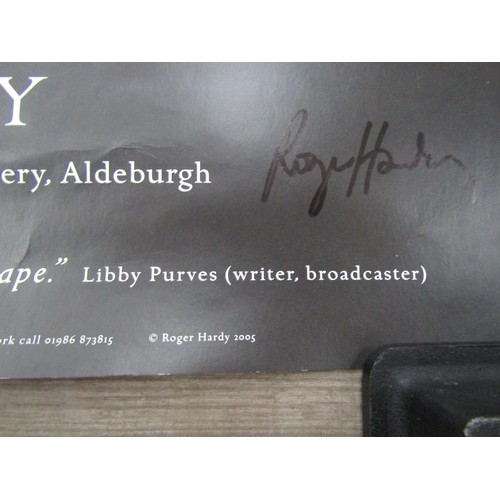 Y
ery, Aldeburgh
Roger Hardy
ape.” Libby Purves (writer, broadcaster)
ork call 01986 873815 © Roger Hardy 2005